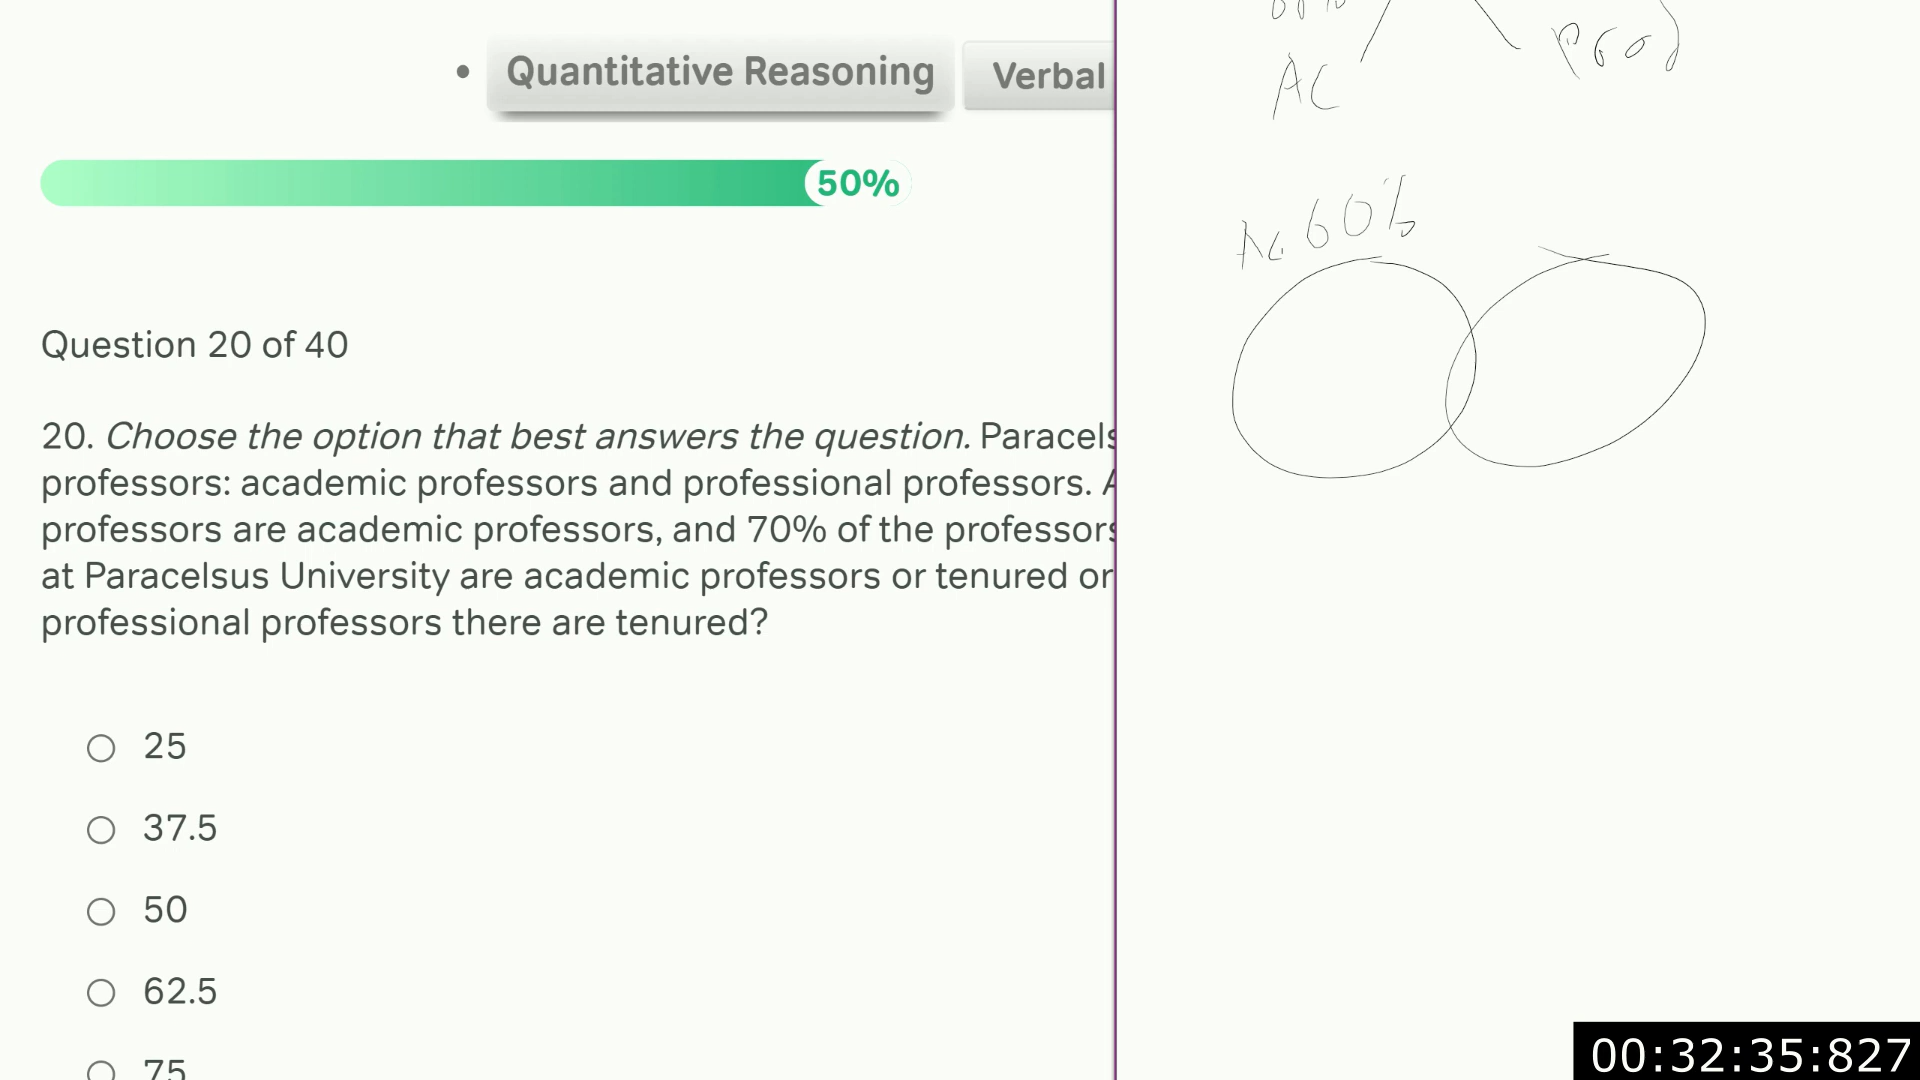 • Quantitative Reasoning Verbal
50%
Question 20 of 40
20. Choose the option that best answers the question. Paracels
professors: academic professors and professional professors. A
professors are academic professors, and 70% of the professors
at Paracelsus University are academic professors or tenured or
professional professors there are tenured?
25
37.5
50
62.5
75
AC
Prof
Ac 60%
00:32:35:827